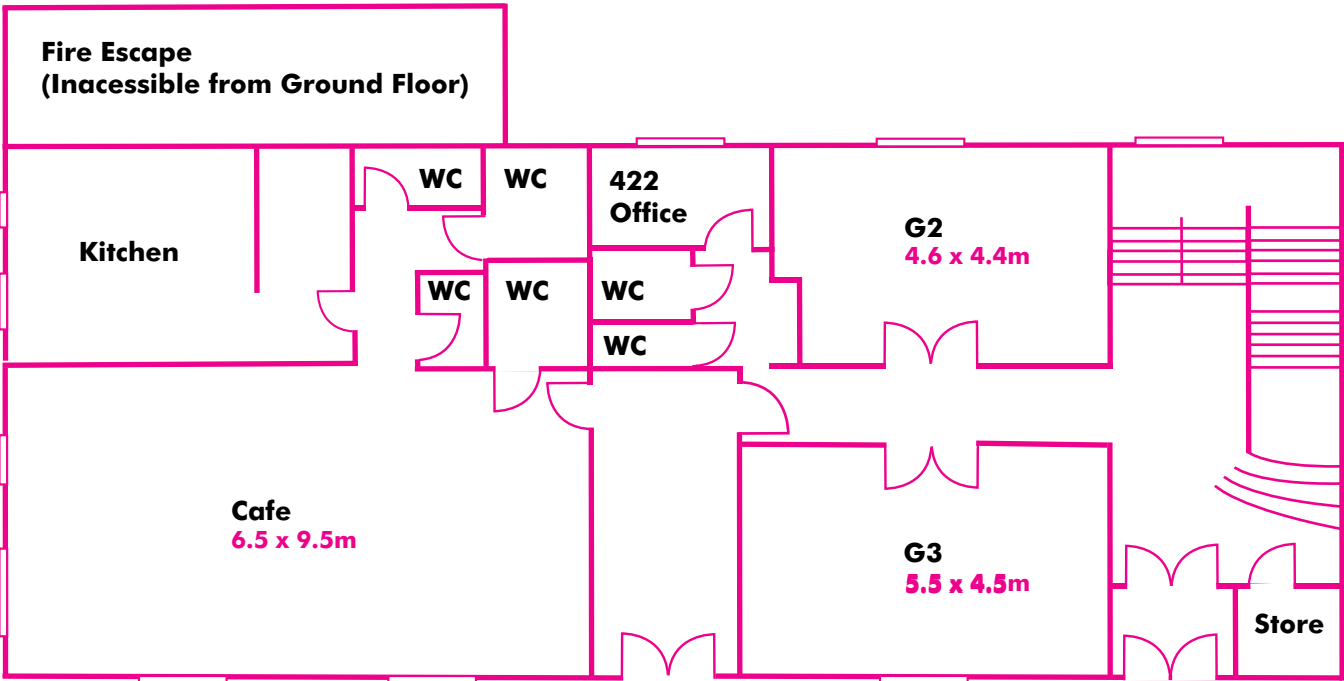 Fire Escape
(Inacessible from Ground Floor)
WC
WC
422
Office
Kitchen
G2
4.6 x 4.4m
WC
WC
WC
WC
Cafe
6.5 x 9.5m
G3
5.5 x 4.5m
Store